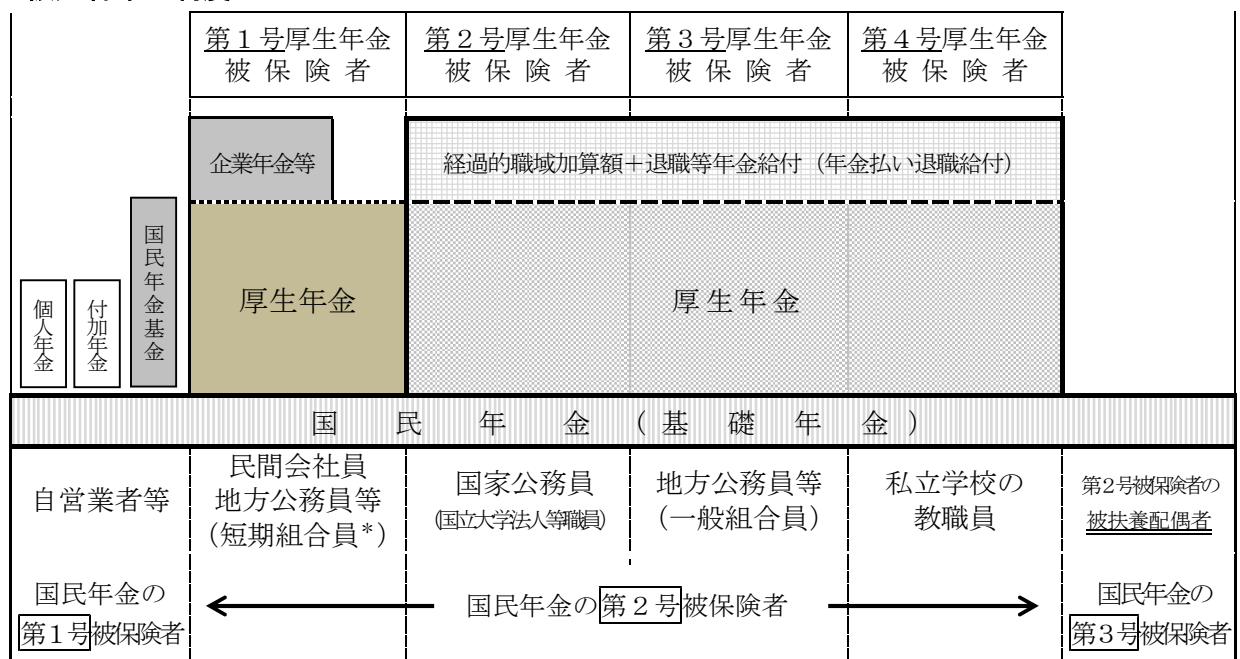 第１号厚生年金
被保険者
第２号厚生年金
被保険者
第３号厚生年金
被保険者
第４号厚生年金
被保険者
企業年金等
経過的職域加算額＋退職等年金給付（年金払い退職給付）
国民年金基金
個人年金
付加年金
厚生年金
厚生年金
国民年金（基礎年金）
自営業者等
民間会社員
地方公務員等
（短期組合員*）
国家公務員
（国立大学法人等職員）
地方公務員等
（一般組合員）
私立学校の
教職員
第２号被保険者の
被扶養配偶者
国民年金の
第１号被保険者
国民年金の第２号被保険者
国民年金の
第３号被保険者